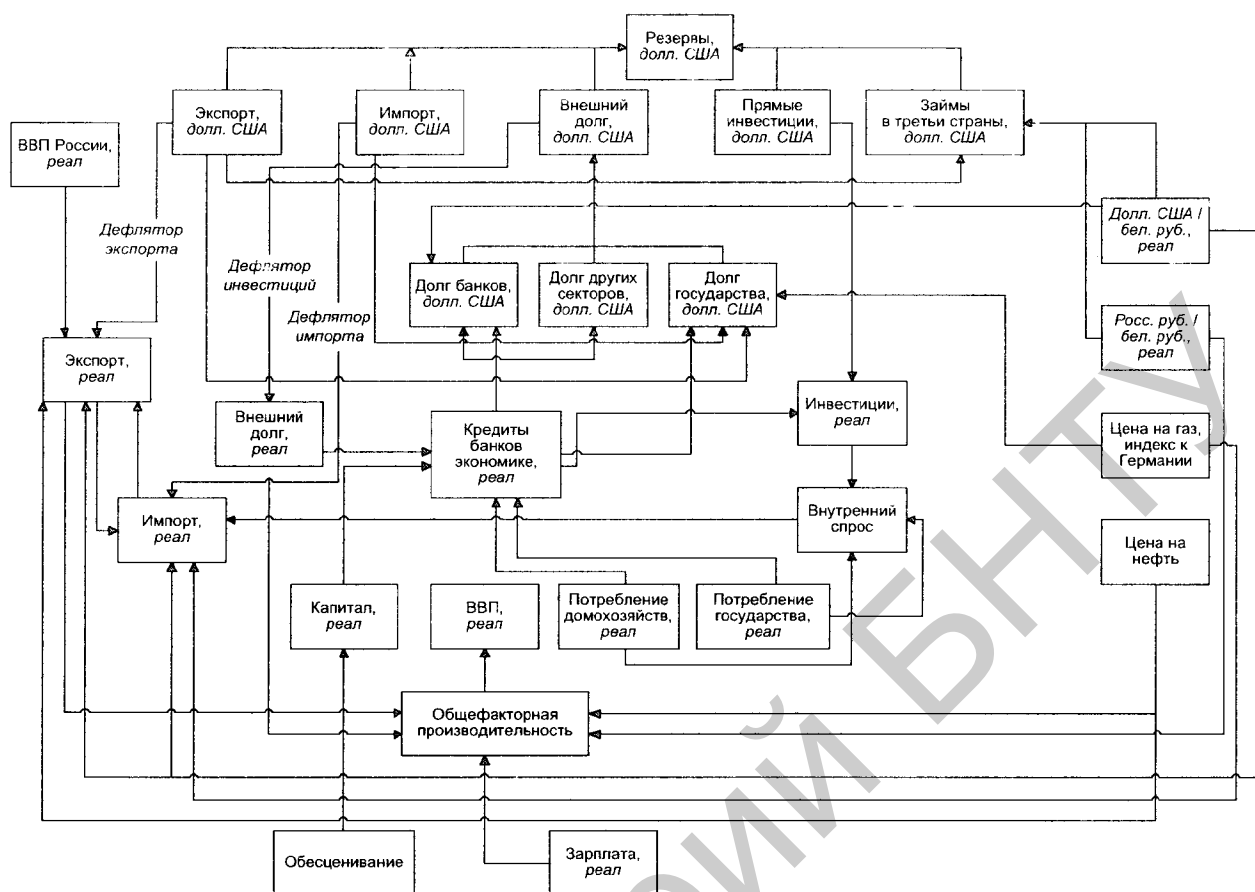 Резервы,
долл. США
Экспорт,
долл. США
Импорт,
долл. США
Внешний
долг,
долл. США
Прямые
инвестиции,
долл. США
Займы
в третьи страны,
долл. США
ВВП России,
реал
Дефлятор
экспорта
Дефлятор
инвестиций
Дефлятор
импорта
Долг банков,
долл. США
Долг других
секторов,
долл. США
Долг
государства,
долл. США
Долл. США /
бел. руб.,
реал
Росс. руб. /
бел. руб.,
реал
Экспорт,
реал
Внешний
долг,
реал
Кредиты
банков
экономике,
реал
Инвестиции,
реал
Цена на газ,
индекс к
Германии
Импорт,
реал
Внутренний
спрос
Цена на
нефть
Капитал,
реал
ВВП,
реал
Потребление
домохозяйств,
реал
Потребление
государства,
реал
Общефакторная
производительность
Обесценивание
Зарплата,
реал
рий БНТУ